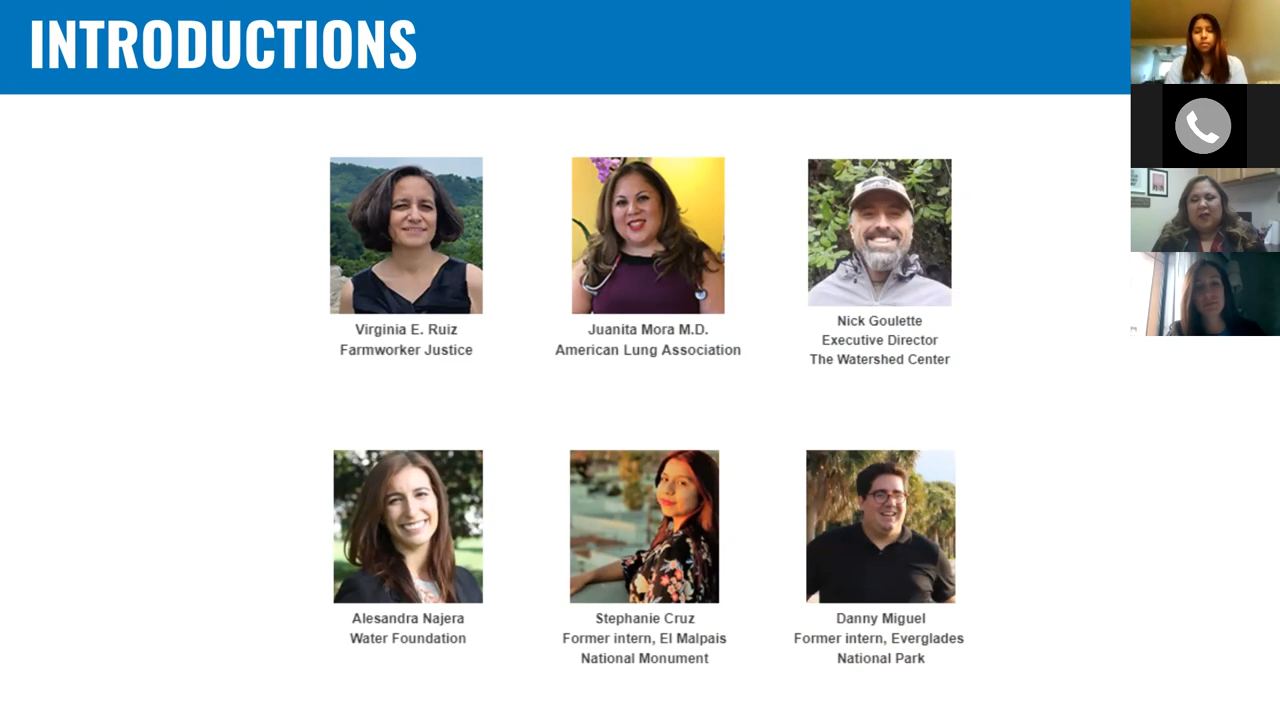 INTRODUCTIONS
Virginia E. Ruiz
Farmworker Justice
Juanita Mora M.D.
American Lung Association
Nick Goulette
Executive Director
The Watershed Center
Alesandra Najera
Water Foundation
Stephanie Cruz
Former intern, El Malpais
National Monument
Danny Miguel
Former intern, Everglades
National Park